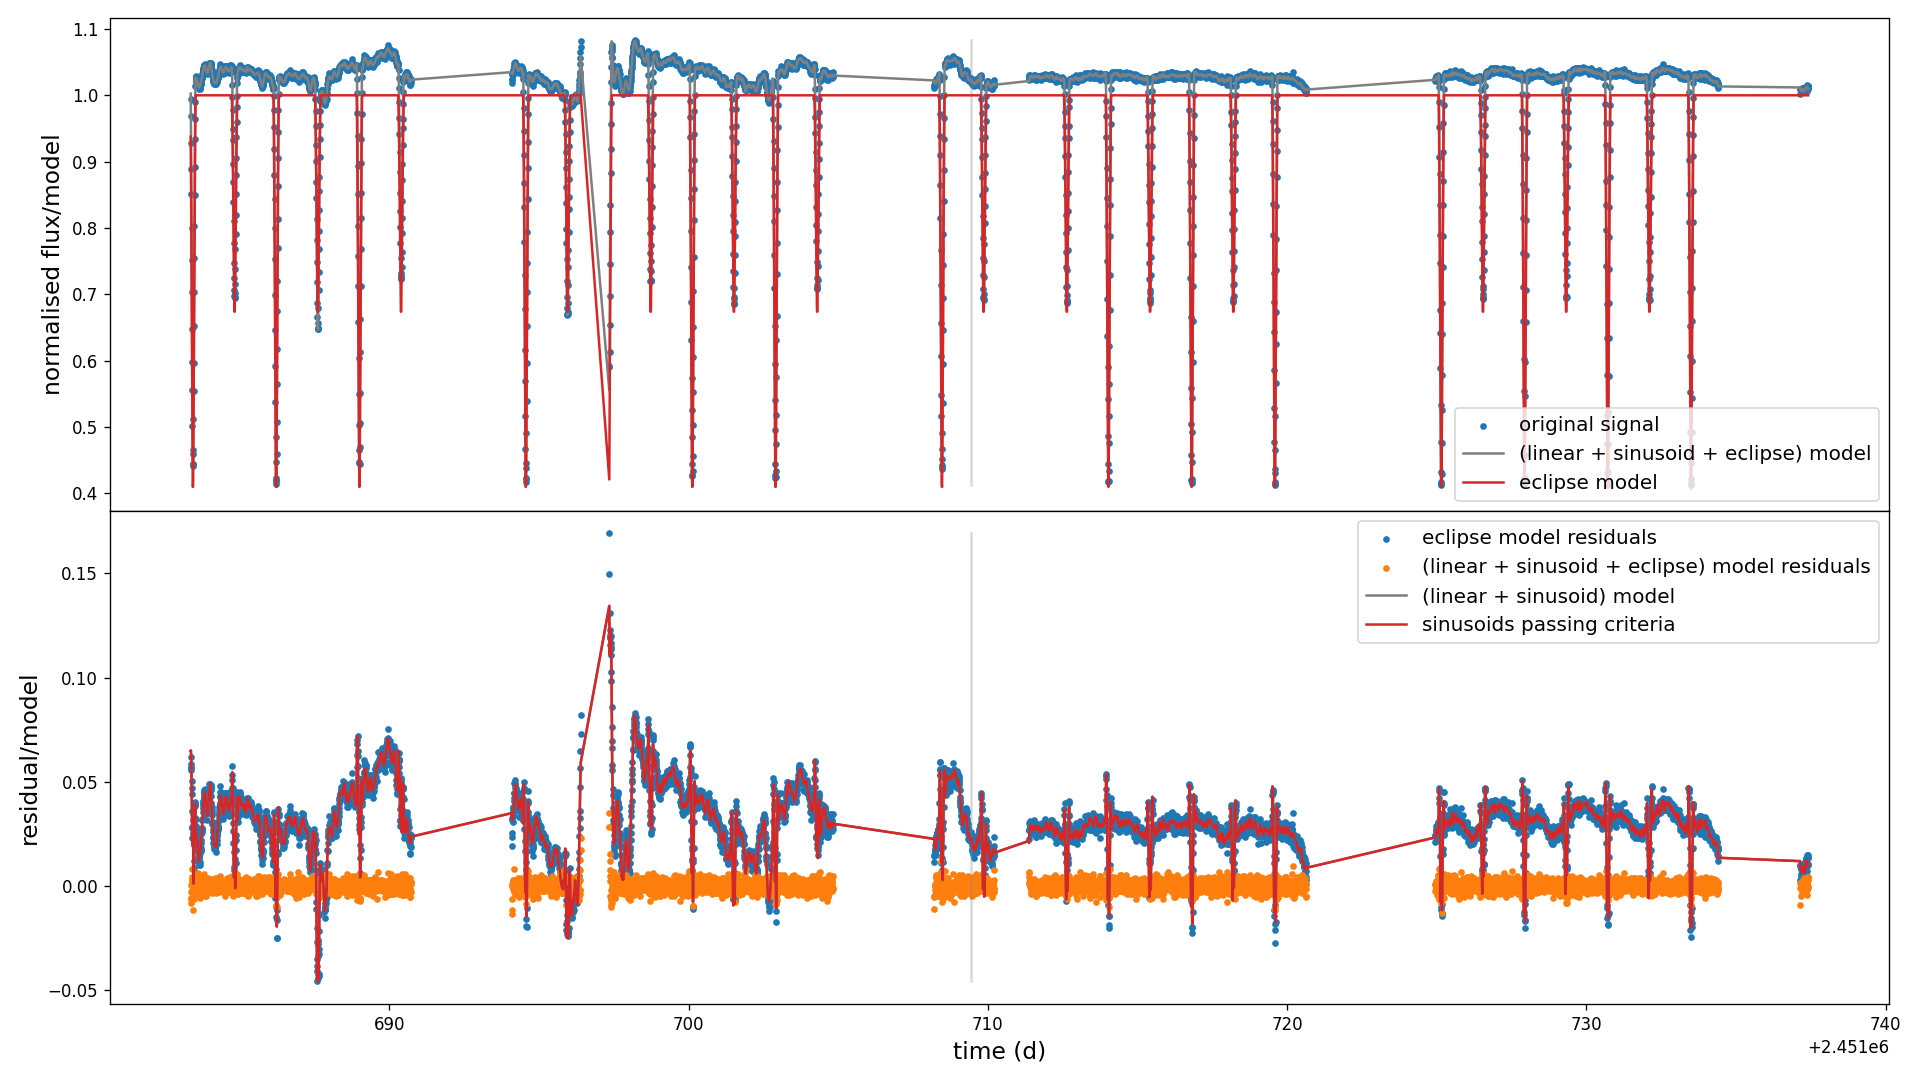 1.1
1.0
0.9
0.8
0.7
0.6
0.5
0.4
normalised flux/model
original signal
(linear + sinusoid + eclipse) model
eclipse model
0.15
0.10
0.05
0.00
−0.05
residual/model
eclipse model residuals
(linear + sinusoid + eclipse) model residuals
(linear + sinusoid) model
sinusoids passing criteria
690
700
710
720
730
740
time (d)
+2.451e6